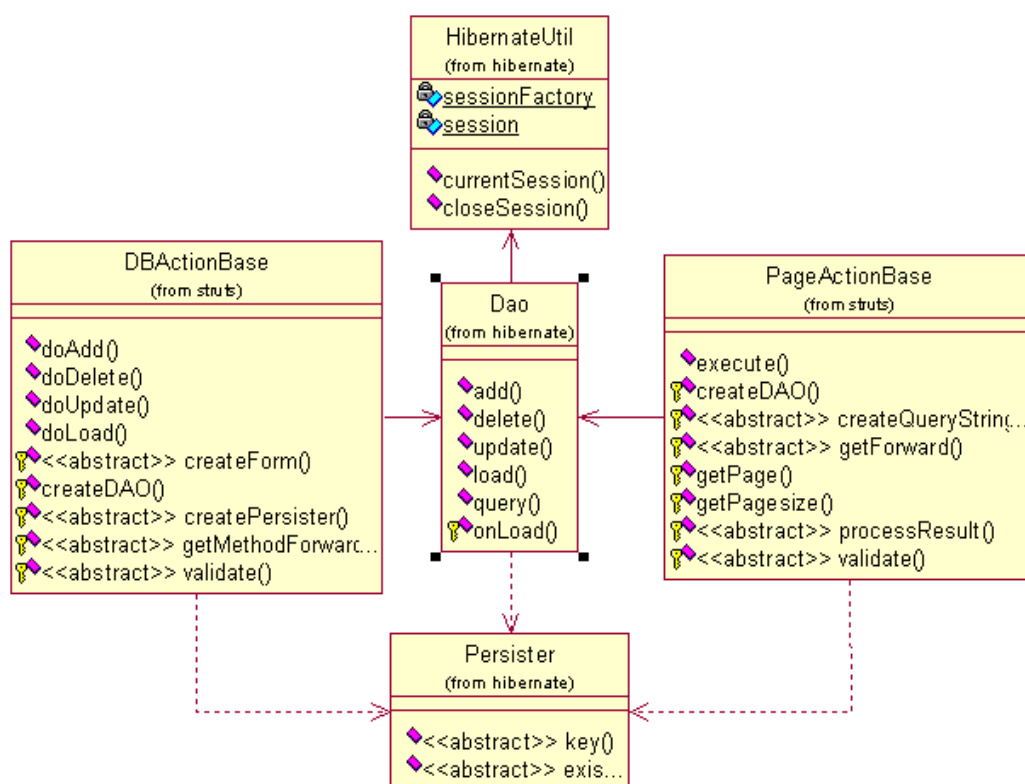 HibernateUtil
(from hibernate)
sessionFactory
session
currentSession()
closeSession()
DBActionBase
(from struts)
doAdd()
doDelete()
doUpdate()
doLoad()
<<abstract>> createForm()
createDAO()
<<abstract>> createPersister()
<<abstract>> getMethodForward...
<<abstract>> validate()
Dao
(from hibernate)
add()
delete()
update()
load()
query()
onLoad()
PageActionBase
(from struts)
execute()
createDAO()
<<abstract>> createQueryString...
<<abstract>> getForward()
getPage()
getPagesize()
<<abstract>> processResult()
<<abstract>> validate()
Persister
(from hibernate)
<<abstract>> key()
<<abstract>> exis...